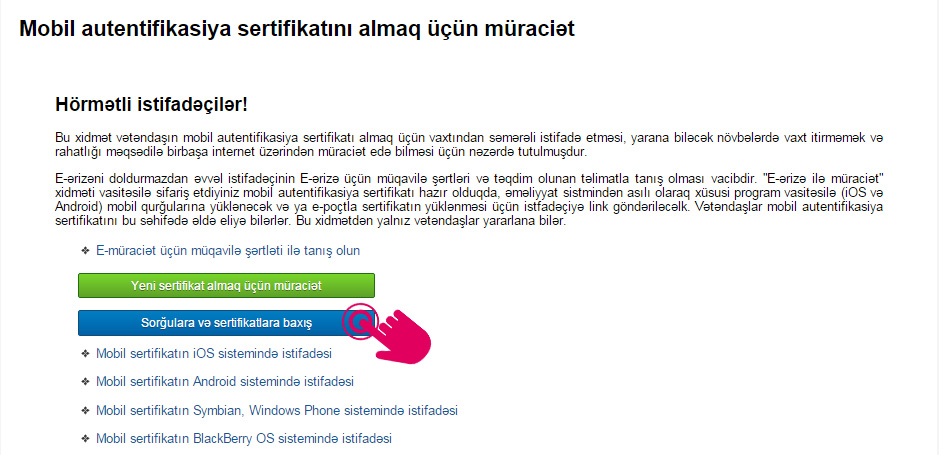 Mobil autentifikasiya sertifikatını almaq üçün müraciət
Hörmətli istifadəçilər!
Bu xidmət vətəndaşın mobil autentifikasiya sertifikatı almaq üçün vaxtından səmərəli istifadə etməsi, yarana biləcək növbələrdə vaxt itirməmək və
rahatlığı məqsədilə birbaşa internet üzərindən müraciət edə bilməsi üçün nəzərdə tutulmuşdur.
E-ərizəni doldurmazdan əvvəl istifadəçinin E-ərizə üçün müqavilə şərtləri və təqdim olunan təlimatla tanış olması vacibdir. "E-ərizə ilə müraciət"
xidməti vasitəsilə sifariş etdiyiniz mobil autentifikasiya sertifikatı hazır olduqda, əməliyyat sistmindən asılı olaraq xüsusi program vasitəsilə (iOS və
Android) mobil qurğularına yüklənəcək və ya e-poçtla sertifikatın yüklənməsi üçün istfadəçiyə link göndəriləcəlk. Vətəndaşlar mobil autentifikasiya
sertifikatını bu səhifədə əldə eliyə bilərlər. Bu xidmətdən yalnız vətəndaşlar yararlana bilər.
❖ E-müraciət üçün müqavilə şərtləti ilə tanış olun
Yeni sertifikat almaq üçün müraciət
Sorğulara və sertifikatlara baxış
❖ Mobil sertifikatın iOS sistemində istifadəsi
❖ Mobil sertifikatın Android sistemində istifadəsi
❖ Mobil sertifikatın Symbian, Windows Phone sistemində istifadəsi
❖ Mobil sertifikatın BlackBerry OS sistemində istifadəsi